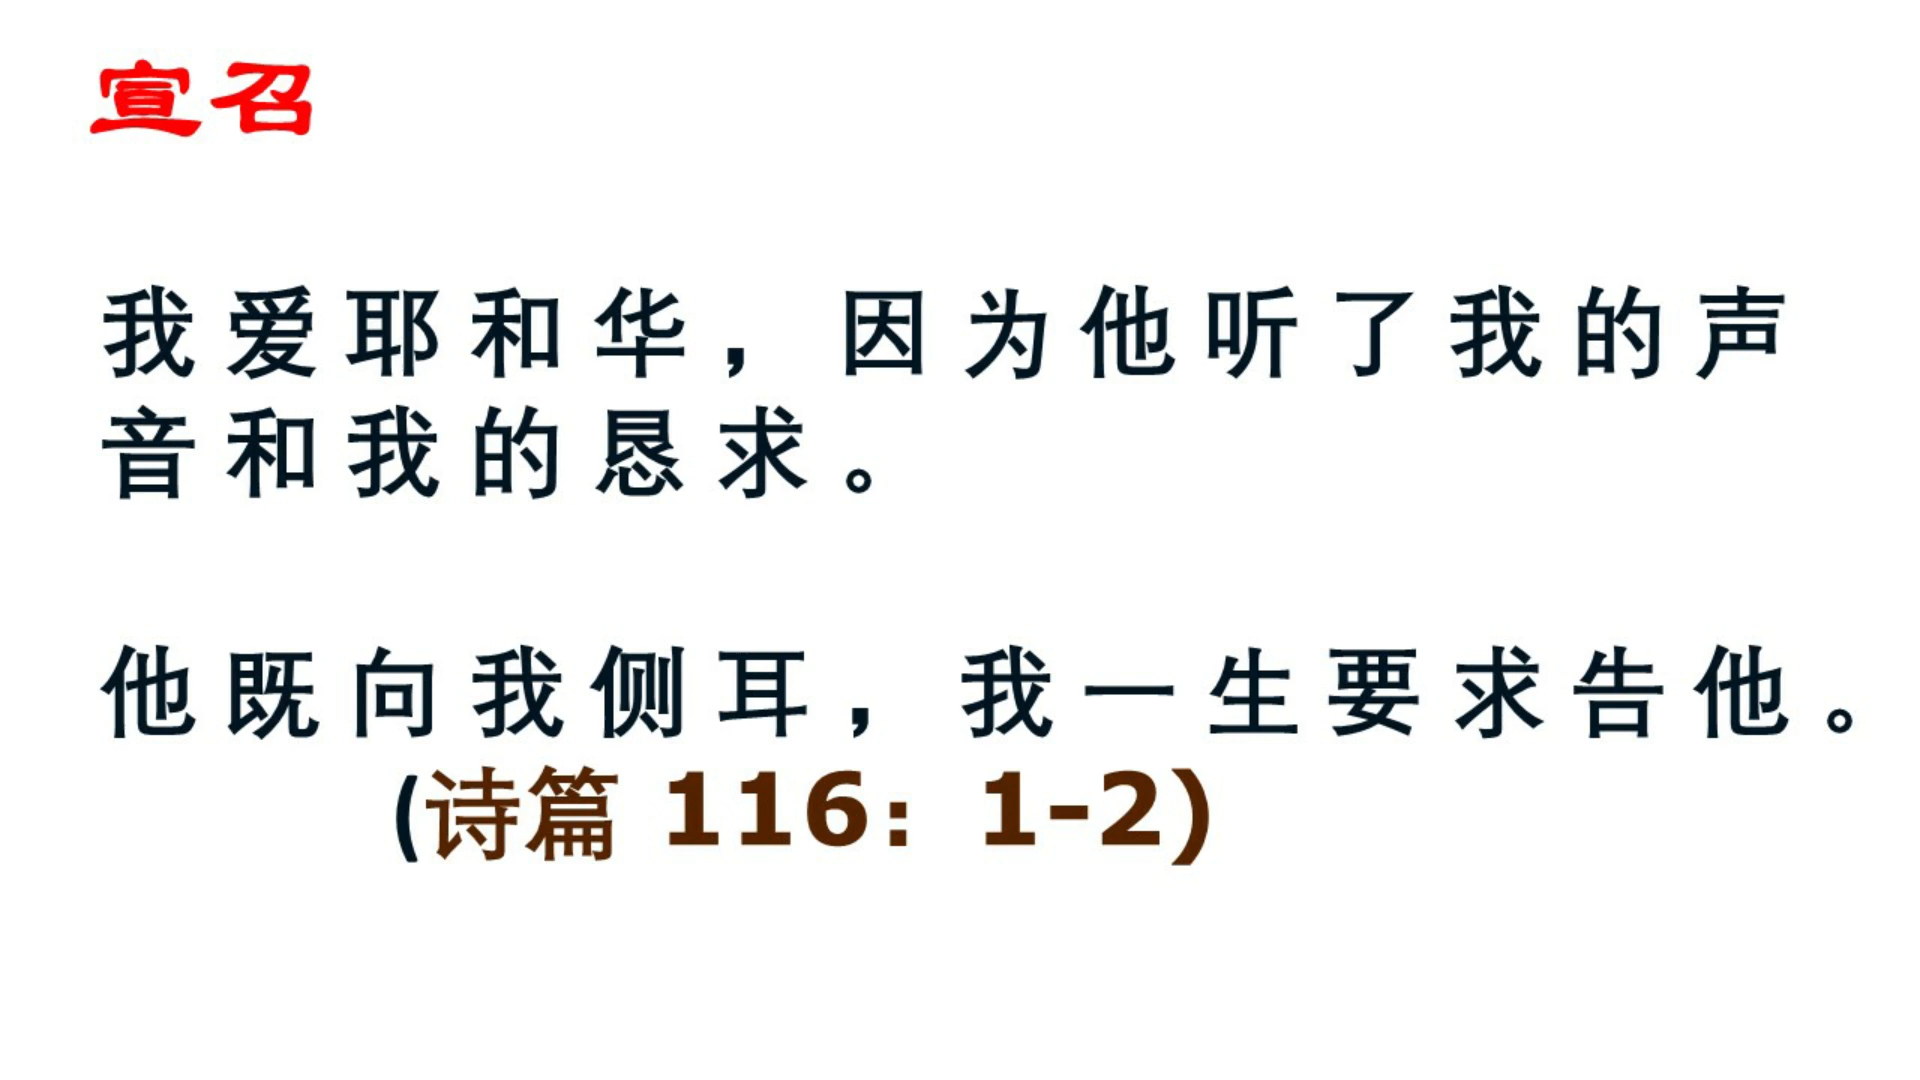 宣召
我爱耶和华，因为他听了我的声
音和我的恳求。
他既向我侧耳，我一生要求告他。
(诗篇 116：1-2)